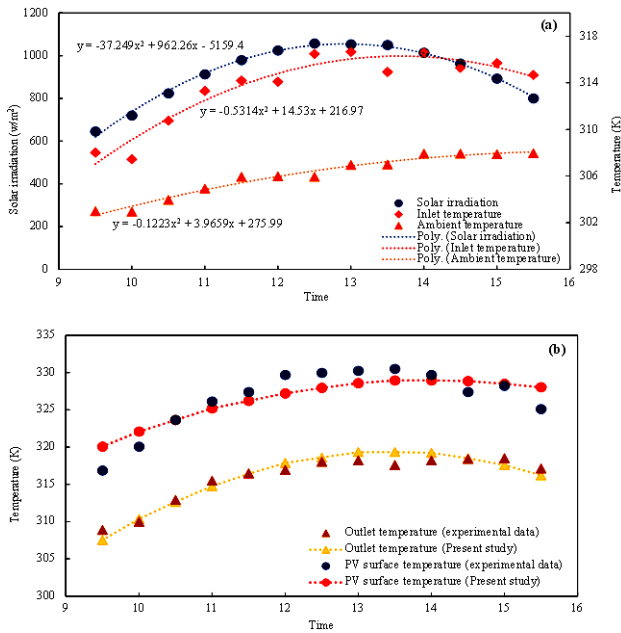 (a)
1200
1000
800
600
400
200
0
Solar irradiation (w/m²)
y = -37.249x² + 962.26x - 5159.4
y = -0.5314x² + 14.53x + 216.97
y = -0.1223x² + 3.9659x + 275.99
Solar irradiation
Inlet temperature
Ambient temperature
Poly. (Solar irradiation)
Poly. (Inlet temperature)
Poly. (Ambient temperature)
318
314
310
306
302
298
Temperature (K)
9 10 11 12 13 14 15 16
Time
(b)
335
330
325
320
315
310
305
300
Temperature (K)
Outlet temperature (experimental data)
Outlet temperature (Present study)
PV surface temperature (experimental data)
PV surface temperature (Present study)
9 10 11 12 13 14 15 16
Time